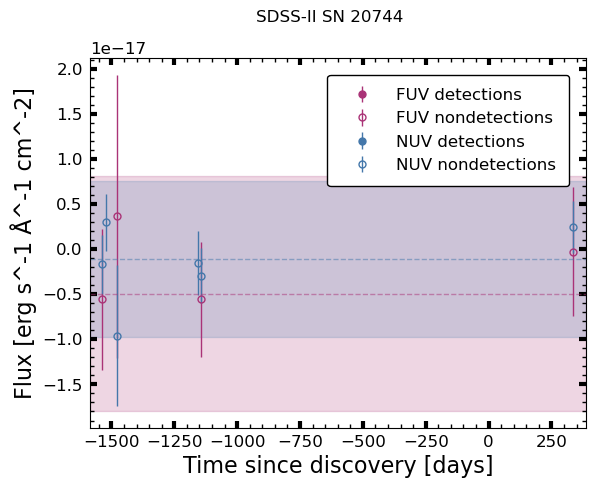 SDSS-II SN 20744
1e−17
FUV detections
FUV nondetections
NUV detections
NUV nondetections
2.0
1.5
1.0
0.5
0.0
−0.5
−1.0
−1.5
Flux [erg s^-1 Å^-1 cm^-2]
−1500 −1250 −1000 −750 −500 −250 0 250
Time since discovery [days]